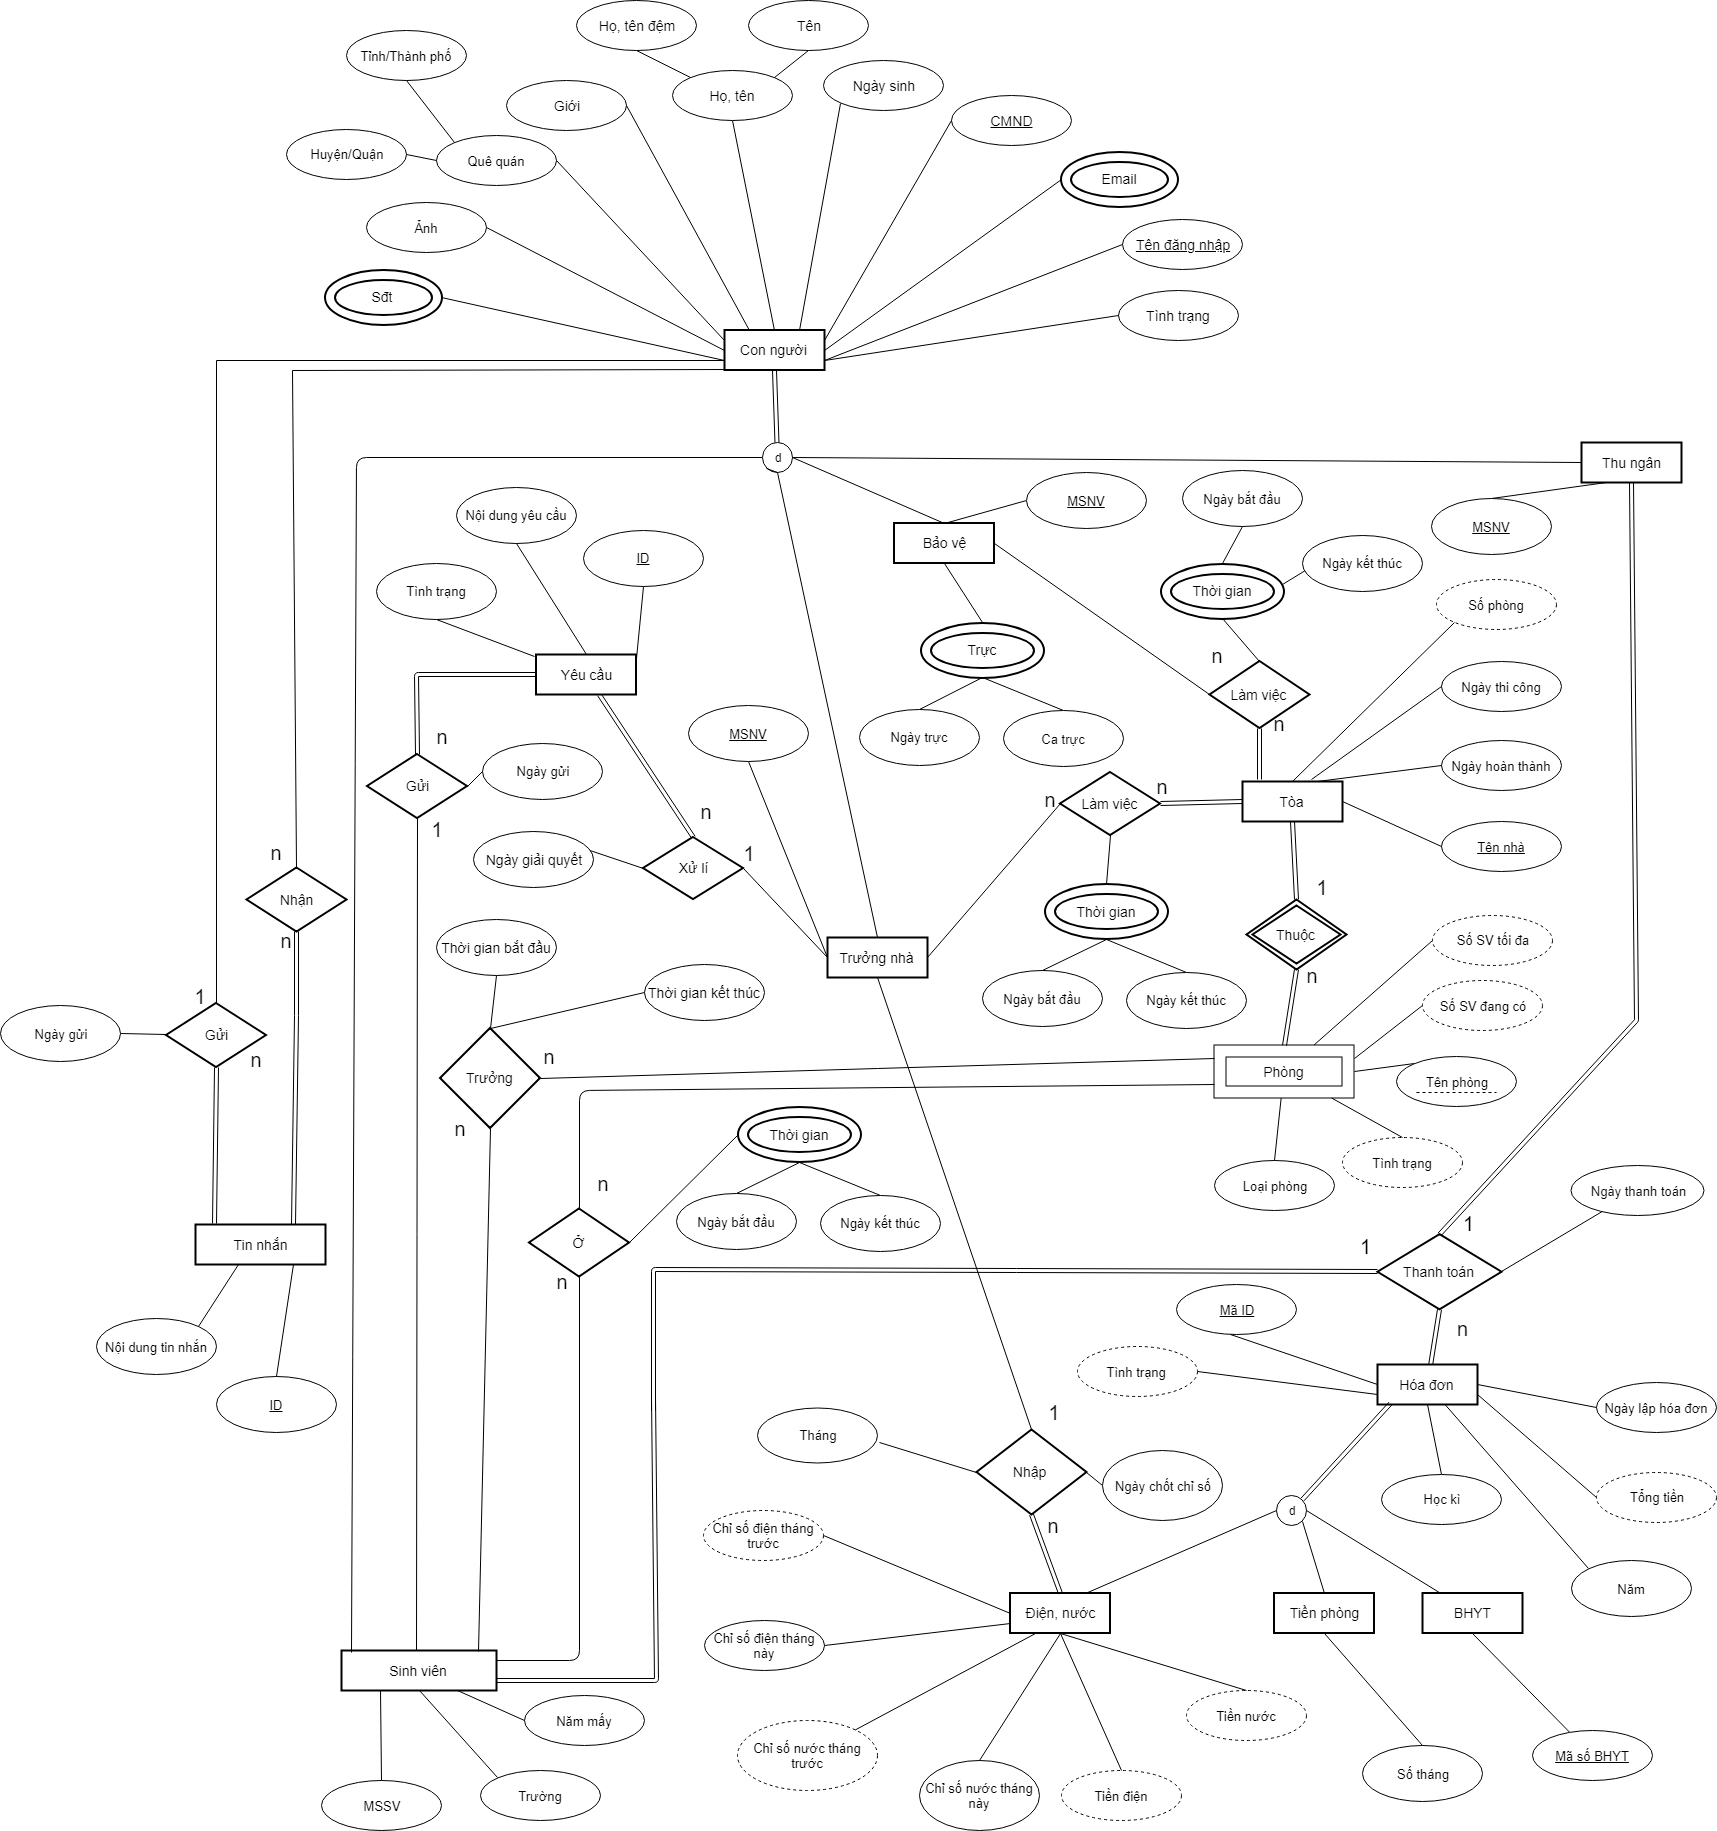 Họ, tên đệm
Tên
Tỉnh/Thành phố
Giới
Họ, tên
Ngày sinh
CMND
Huyện/Quận
Quê quán
Email
Ảnh
Tên đăng nhập
Sđt
Tình trạng
Con người
d
Thu ngân
MSNV
Ngày bắt đầu
MSNV
Nội dung yêu cầu
ID
Bảo vệ
Ngày kết thúc
Tình trạng
Thời gian
Số phòng
Trực
n
Yêu cầu
Làm việc
Ngày thi công
n
n
MSNV
Ngày trực
Ca trực
Ngày hoàn thành
Gửi
Ngày gửi
n
n
Làm việc
Tòa
n
1
n
1
Ngày giải quyết
Xử lí
Tên nhà
Nhận
1
n
Thời gian
Thuộc
Thời gian bắt đầu
Trưởng nhà
Số SV tối đa
n
Thời gian kết thúc
Ngày bắt đầu
Ngày kết thúc
1
Số SV đang có
Ngày gửi
Gửi
n
n
Trưởng
Phòng
Tên phòng
n
Thời gian
Tình trạng
n
Loại phòng
Ngày thanh toán
Ngày bắt đầu
Ngày kết thúc
1
Tin nhắn
Ở
1
n
Thanh toán
Mã ID
n
Nội dung tin nhắn
Tình trạng
Hóa đơn
ID
1
Ngày lập hóa đơn
Tháng
Nhập
Ngày chốt chỉ số
Học kì
Tổng tiền
d
n
Chỉ số điện tháng
trước
Năm
Điện, nước
Tiền phòng
BHYT
Chỉ số điện tháng
này
Sinh viên
Năm mấy
Tiền nước
Chỉ số nước tháng
trước
Mã số BHYT
Số tháng
Chỉ số nước tháng
này
Tiền điện
MSSV
Trường